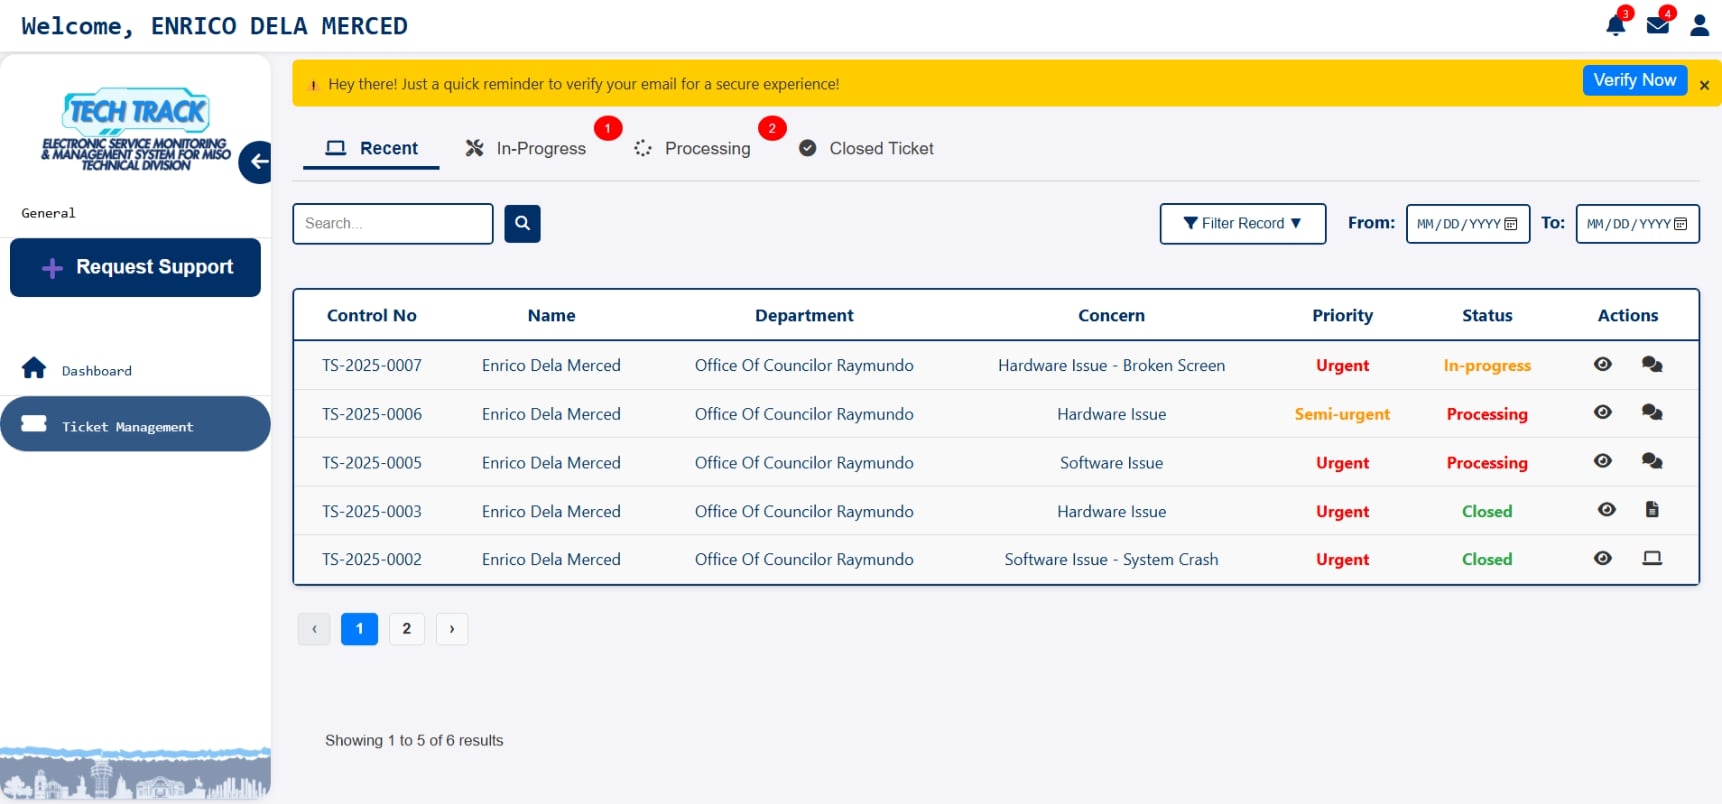 Welcome, ENRICO DELA MERCED
3
4
TECH TRACK
ELECTRONIC SERVICE MONITORING
& MANAGEMENT SYSTEM FOR MISO
TECHNICAL DIVISION
General
Request Support
Dashboard
Ticket Management
Hey there! Just a quick reminder to verify your email for a secure experience!
Verify Now
×
Recent
In-Progress
1
Processing
2
Closed Ticket
Search...
Filter Record ▼
From:
MM/DD/YYYY
To:
MM/DD/YYYY
Control No Name Department Concern Priority Status Actions
TS-2025-0007 Enrico Dela Merced Office Of Councilor Raymundo Hardware Issue - Broken Screen Urgent In-progress
TS-2025-0006 Enrico Dela Merced Office Of Councilor Raymundo Hardware Issue Semi-urgent Processing
TS-2025-0005 Enrico Dela Merced Office Of Councilor Raymundo Software Issue Urgent Processing
TS-2025-0003 Enrico Dela Merced Office Of Councilor Raymundo Hardware Issue Urgent Closed
TS-2025-0002 Enrico Dela Merced Office Of Councilor Raymundo Software Issue - System Crash Urgent Closed
‹ 1 2 ›
Showing 1 to 5 of 6 results